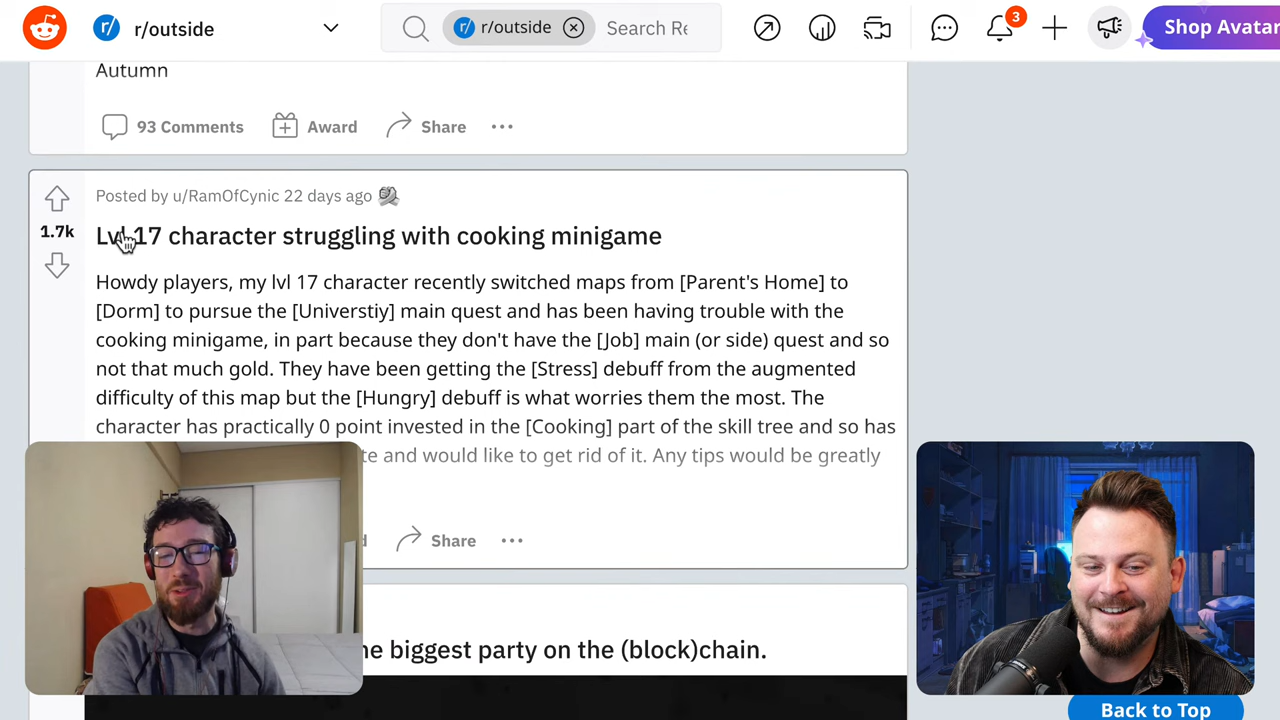 r/outside
r/outside
Search Re
3
Shop Avatar
Autumn
93 Comments
Award
Share
Posted by u/RamOfCynic 22 days ago
1.7k
Lvl 17 character struggling with cooking minigame
Howdy players, my lvl 17 character recently switched maps from [Parent's Home] to
[Dorm] to pursue the [Universtiy] main quest and has been having trouble with the
cooking minigame, in part because they don't have the [Job] main (or side) quest and so
not that much gold. They have been getting the [Stress] debuff from the augmented
difficulty of this map but the [Hungry] debuff is what worries them the most. The
character has practically 0 point invested in the [Cooking] part of the skill tree and so has
and would like to get rid of it. Any tips would be greatly
Share
biggest party on the (block)chain.
Back to Top